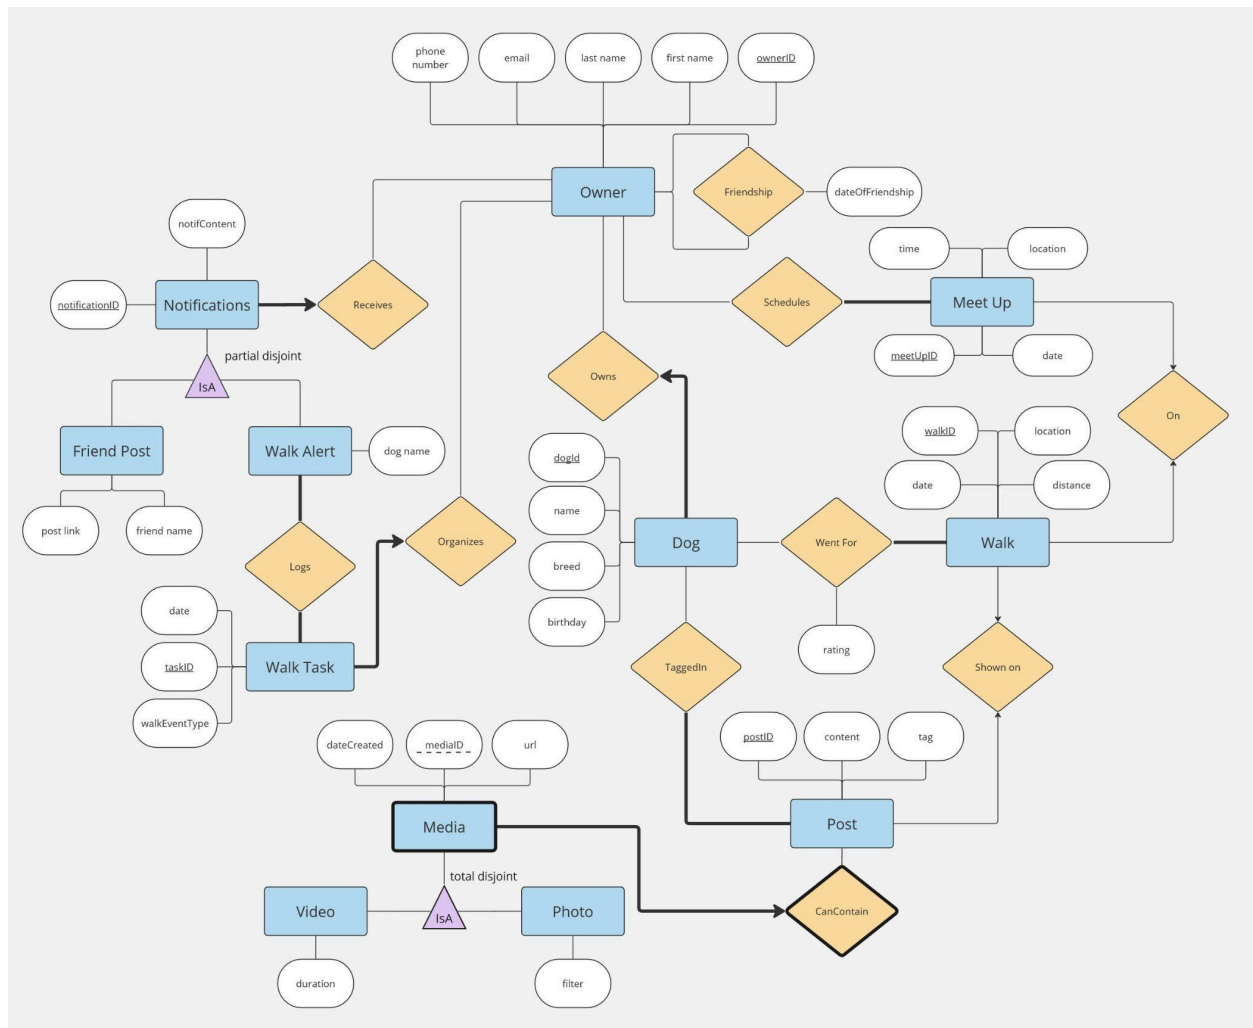 phone
number
email
last name
first name
ownerID
Owner
Friendship
dateOfFriendship
notifContent
time
location
notificationID
Notifications
Receives
Schedules
Meet Up
partial disjoint
meetUpID
date
IsA
Owns
On
Friend Post
Walk Alert
dog name
walkID
location
dogId
post link
friend name
date
distance
name
Organizes
Dog
Went For
Walk
Logs
breed
date
birthday
rating
taskID
Walk Task
TaggedIn
Shown on
walkEventType
dateCreated
mediaID
url
postID
content
tag
Media
Post
total disjoint
Video
IsA
Photo
CanContain
duration
filter